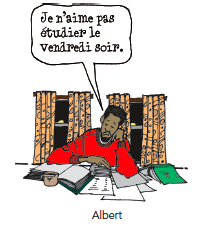 Je n'aime pas
étudier le
vendredi soir.
Albert